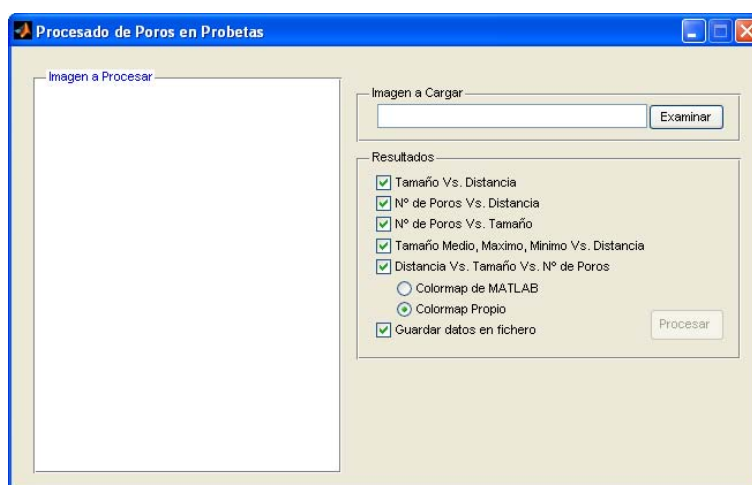 Procesado de Poros en Probetas
Imagen a Procesar
Imagen a Cargar
Examinar
Resultados
Tamaño Vs. Distancia
Nº de Poros Vs. Distancia
Nº de Poros Vs. Tamaño
Tamaño Medio, Maximo, Minimo Vs. Distancia
Distancia Vs. Tamaño Vs. Nº de Poros
Colormap de MATLAB
Colormap Propio
Guardar datos en fichero
Procesar